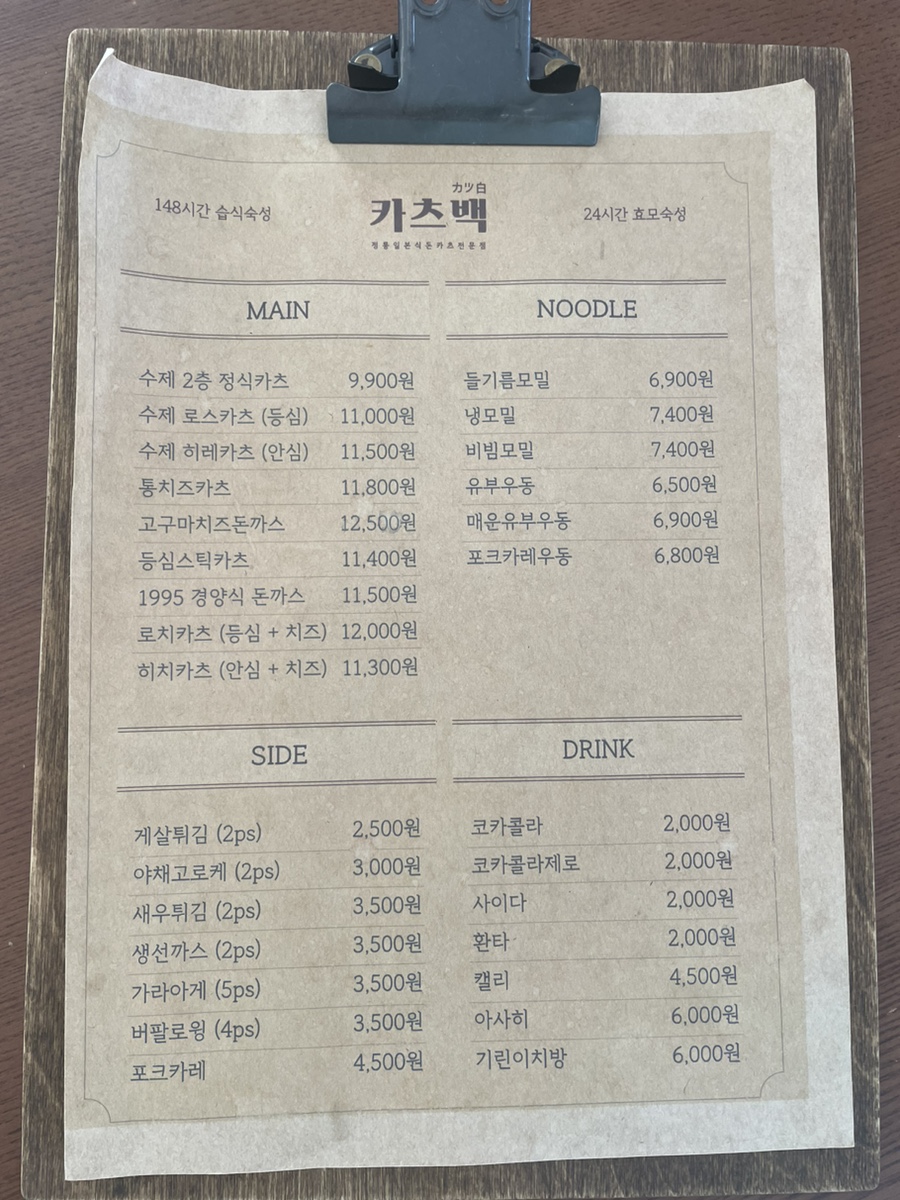 148시간 습식숙성
カツ白
카츠백
정통일본식돈카츠전문점
24시간 효모숙성
MAIN
수제 2층 정식카츠 9,900원
수제 로스카츠 (등심) 11,000원
수제 히레카츠 (안심) 11,500원
통치즈카츠 11,800원
고구마치즈돈까스 12,500원
등심스틱카츠 11,400원
1995 경양식 돈까스 11,500원
로치카츠 (등심 + 치즈) 12,000원
히치카츠 (안심 + 치즈) 11,300원
NOODLE
들기름모밀 6,900원
냉모밀 7,400원
비빔모밀 7,400원
유부우동 6,500원
매운유부우동 6,900원
포크카레우동 6,800원
SIDE
게살튀김 (2ps) 2,500원
야채고로케 (2ps) 3,000원
새우튀김 (2ps) 3,500원
생선까스 (2ps) 3,500원
가라아게 (5ps) 3,500원
버팔로윙 (4ps) 3,500원
포크카레 4,500원
DRINK
코카콜라 2,000원
코카콜라제로 2,000원
사이다 2,000원
환타 2,000원
캘리 4,500원
아사히 6,000원
기린이치방 6,000원